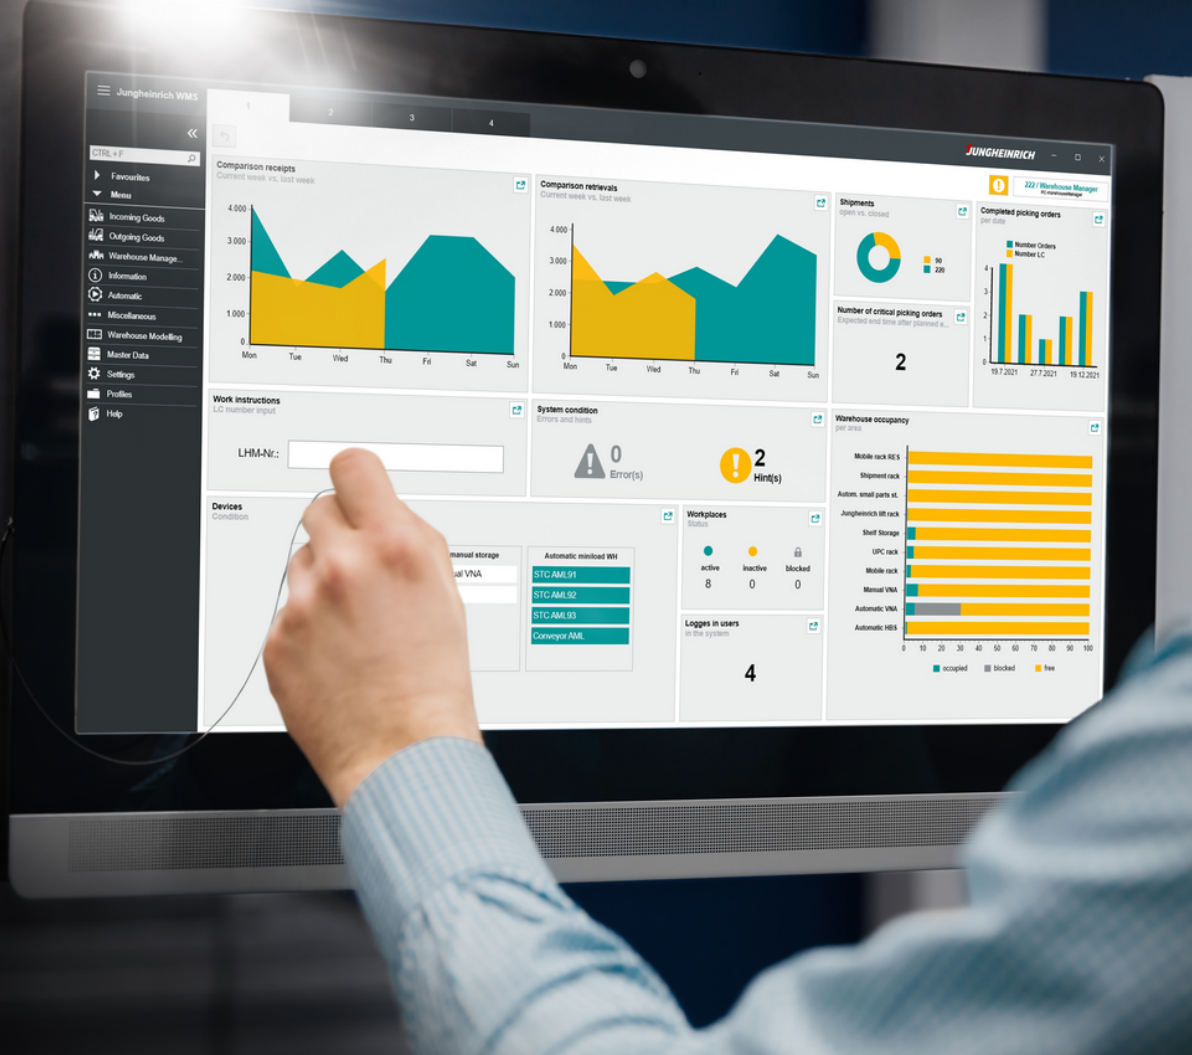 Jungheinrich WMS
1
2
3
4
JUNGHEINRICH
CTRL+F
Favourites
Menu
Incoming Goods
Outgoing Goods
Warehouse Manage...
Information
Automatic
Miscellaneous
Warehouse Modelling
Master Data
Settings
Profiles
Help
222 / Warehouse Manager
Comparison receipts
Current week vs. last week
4.000
3.000
2.000
1.000
0
Mon Tue Wed Thu Fri Sat Sun
Comparison retrievals
Current week vs. last week
4.000
3.000
2.000
1.000
0
Mon Tue Wed Thu Fri Sat Sun
Shipments
open vs. closed
90
220
Number of critical picking orders
Expected end time after planned e...
2
Completed picking orders
per date
Number Orders
Number LC
4
3
2
1
0
19.7.2021 27.7.2021 19.12.2021
Work instructions
LC number input
LHM-Nr.:
System condition
Errors and hints
0
Error(s)
2
Hint(s)
Warehouse occupancy
per area
Mobile rack RES
Shipment rack
Autom. small parts st.
Jungheinrich lift rack
Shelf Storage
UPC rack
Mobile rack
Manual VNA
Automatic VNA
Automatic HBS
0 10 20 30 40 50 60 70 80 90 100
occupied blocked free
Devices
Condition
manual storage
ual VNA
Automatic miniload WH
STC AML91
STC AML92
STC AML93
Conveyor AML
Workplaces
Status
active inactive blocked
8 0 0
Logges in users
in the system
4